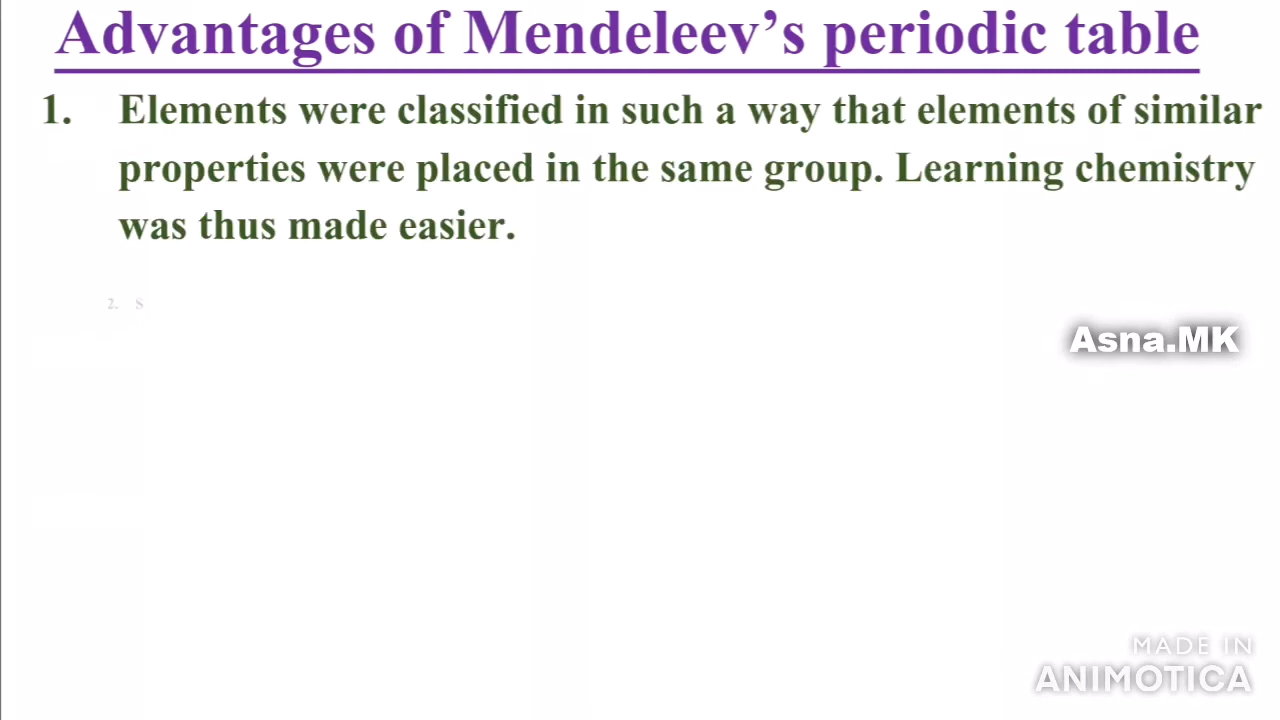 Advantages of Mendeleev’s periodic table
1. Elements were classified in such a way that elements of similar
properties were placed in the same group. Learning chemistry
was thus made easier.
2. S
Asna.MK
MADE IN
ANIMOTICA